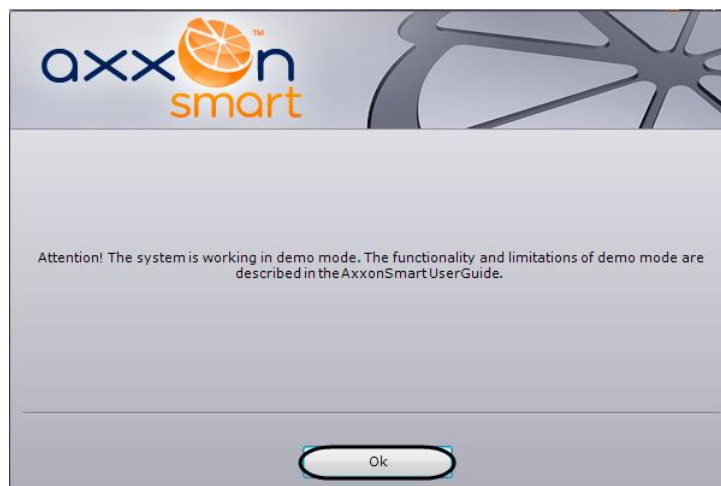 axxon™
smart
Attention! The system is working in demo mode. The functionality and limitations of demo mode are
described in the AxxonSmart UserGuide.
Ok